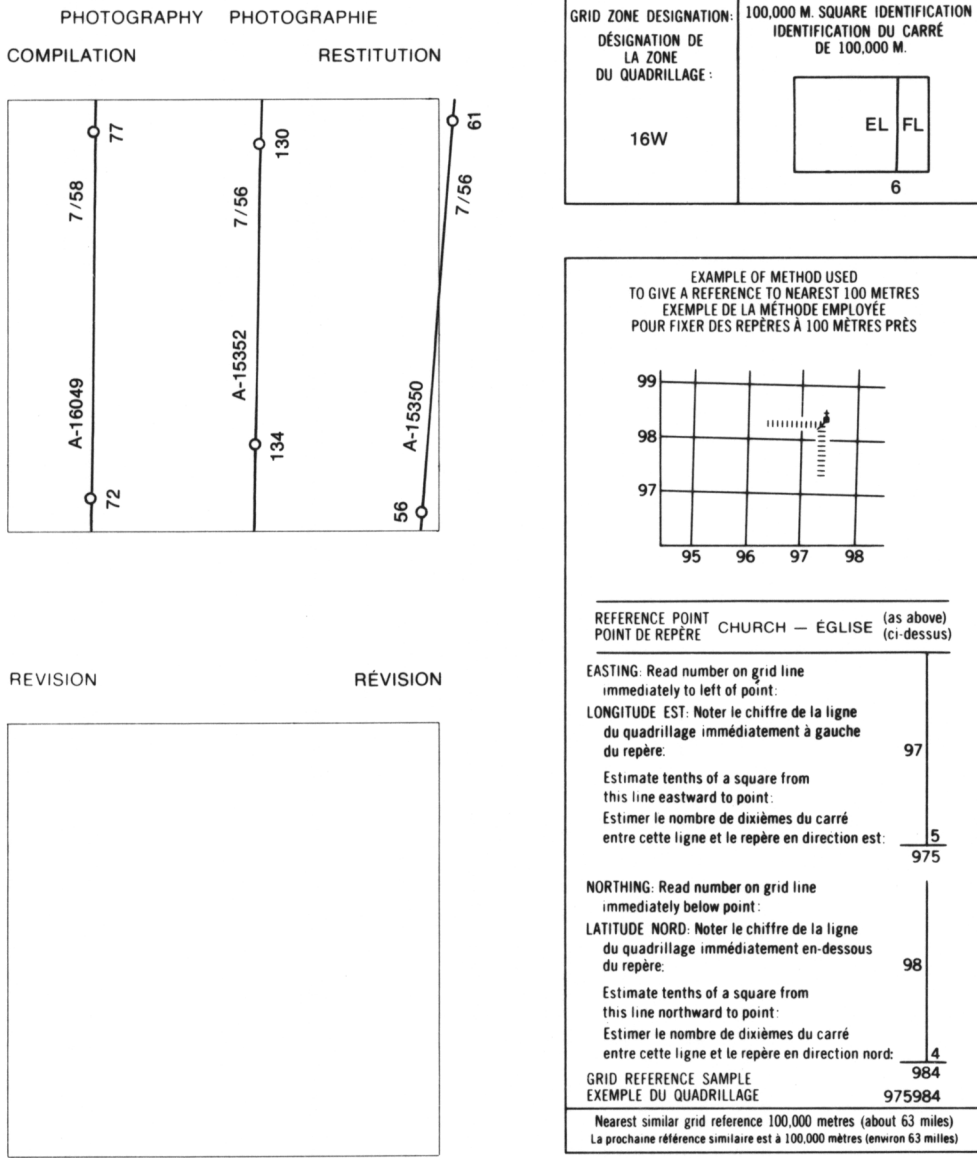 PHOTOGRAPHY PHOTOGRAPHIE
COMPILATION RESTITUTION
77
130
61
7/58
7/56
7/56
A-16049
A-15352
A-15350
72
134
56
REVISION RÉVISION
GRID ZONE DESIGNATION:
DÉSIGNATION DE
LA ZONE
DU QUADRILLAGE :
16W
100,000 M. SQUARE IDENTIFICATION
IDENTIFICATION DU CARRÉ
DE 100,000 M.
EL FL
6
EXAMPLE OF METHOD USED
TO GIVE A REFERENCE TO NEAREST 100 METRES
EXEMPLE DE LA MÉTHODE EMPLOYÉE
POUR FIXER DES REPÈRES À 100 MÈTRES PRÈS
99
98
97
95 96 97 98
REFERENCE POINT
POINT DE REPÈRE
CHURCH — ÉGLISE
(as above)
(ci-dessus)
EASTING: Read number on grid line
immediately to left of point:
LONGITUDE EST: Noter le chiffre de la ligne
du quadrillage immédiatement à gauche
du repère: 97
Estimate tenths of a square from
this line eastward to point:
Estimer le nombre de dixièmes du carré
entre cette ligne et le repère en direction est: 5
975
NORTHING: Read number on grid line
immediately below point:
LATITUDE NORD: Noter le chiffre de la ligne
du quadrillage immédiatement en-dessous
du repère: 98
Estimate tenths of a square from
this line northward to point:
Estimer le nombre de dixièmes du carré
entre cette ligne et le repère en direction nord: 4
984
GRID REFERENCE SAMPLE
EXEMPLE DU QUADRILLAGE 975984
Nearest similar grid reference 100,000 metres (about 63 miles)
La prochaine référence similaire est à 100,000 mètres (environ 63 milles)